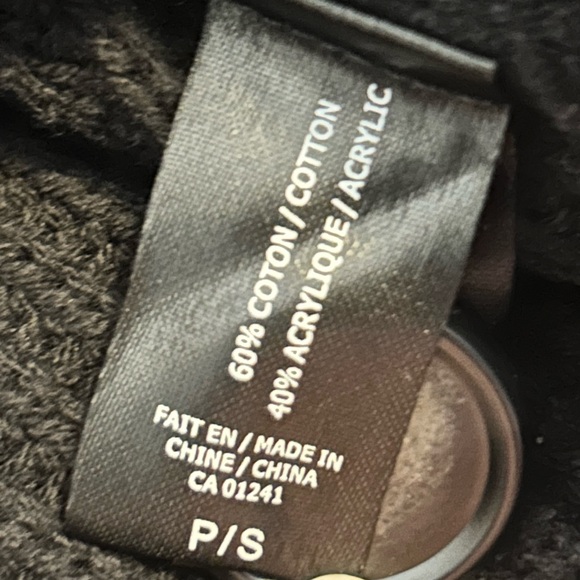 60% COTON / COTTON
40% ACRYLIQUE / ACRYLIC
FAIT EN / MADE IN
CHINE / CHINA
CA 01241
P/S